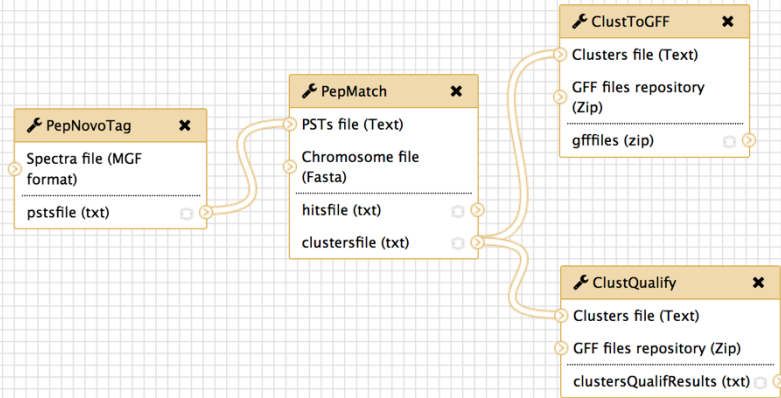 PepNovoTag
Spectra file (MGF
format)
pstsfile (txt)
PepMatch
PSTs file (Text)
Chromosome file
(Fasta)
hitsfile (txt)
clustersfile (txt)
ClustToGFF
Clusters file (Text)
GFF files repository
(Zip)
gfffiles (zip)
ClustQualify
Clusters file (Text)
GFF files repository (Zip)
clustersQualifResults (txt)